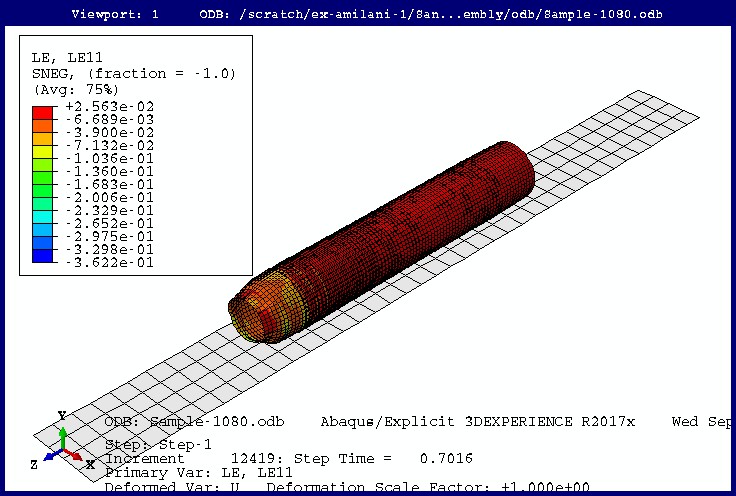 Viewport: 1 ODB: /scratch/ex-amilani-1/San...embly/odb/Sample-1080.odb
LE, LE11
SNEG, (fraction = -1.0)
(Avg: 75%)
+2.563e-02
-6.689e-03
-3.900e-02
-7.132e-02
-1.036e-01
-1.360e-01
-1.683e-01
-2.006e-01
-2.329e-01
-2.652e-01
-2.975e-01
-3.298e-01
-3.622e-01
Y
Z X
ODB: Sample-1080.odb Abaqus/Explicit 3DEXPERIENCE R2017x Wed Sep
Step: Step-1
Increment 12419: Step Time = 0.7016
Primary Var: LE, LE11
Deformed Var: U Deformation Scale Factor: +1.000e+00